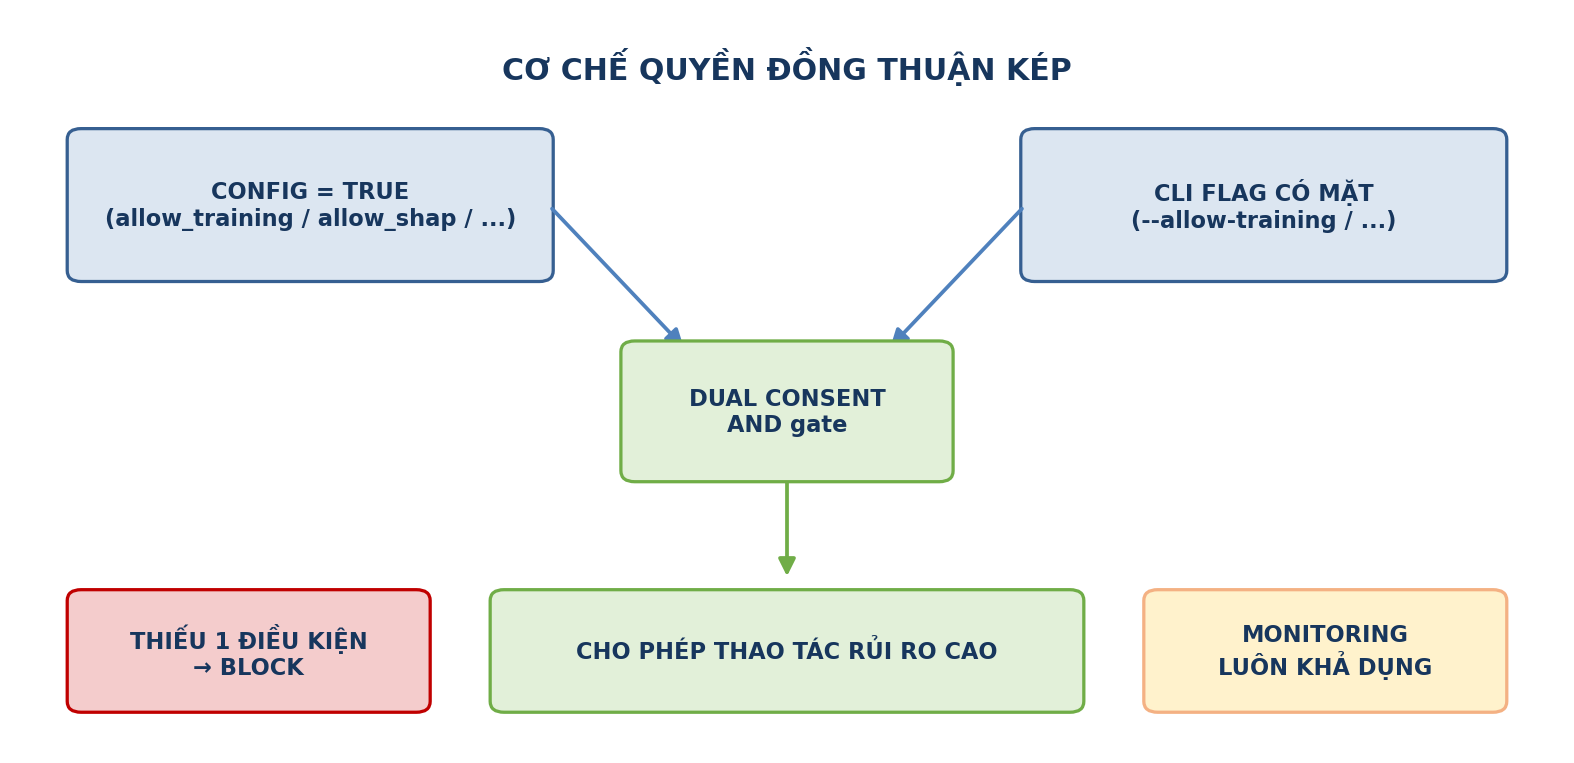 CƠ CHẾ QUYỀN ĐỒNG THUẬN KÉP
CONFIG = TRUE
(allow_training / allow_shap / ...)
CLI FLAG CÓ MẶT
(--allow-training / ...)
DUAL CONSENT
AND gate
THIẾU 1 ĐIỀU KIỆN
→ BLOCK
CHO PHÉP THAO TÁC RỦI RO CAO
MONITORING
LUÔN KHẢ DỤNG